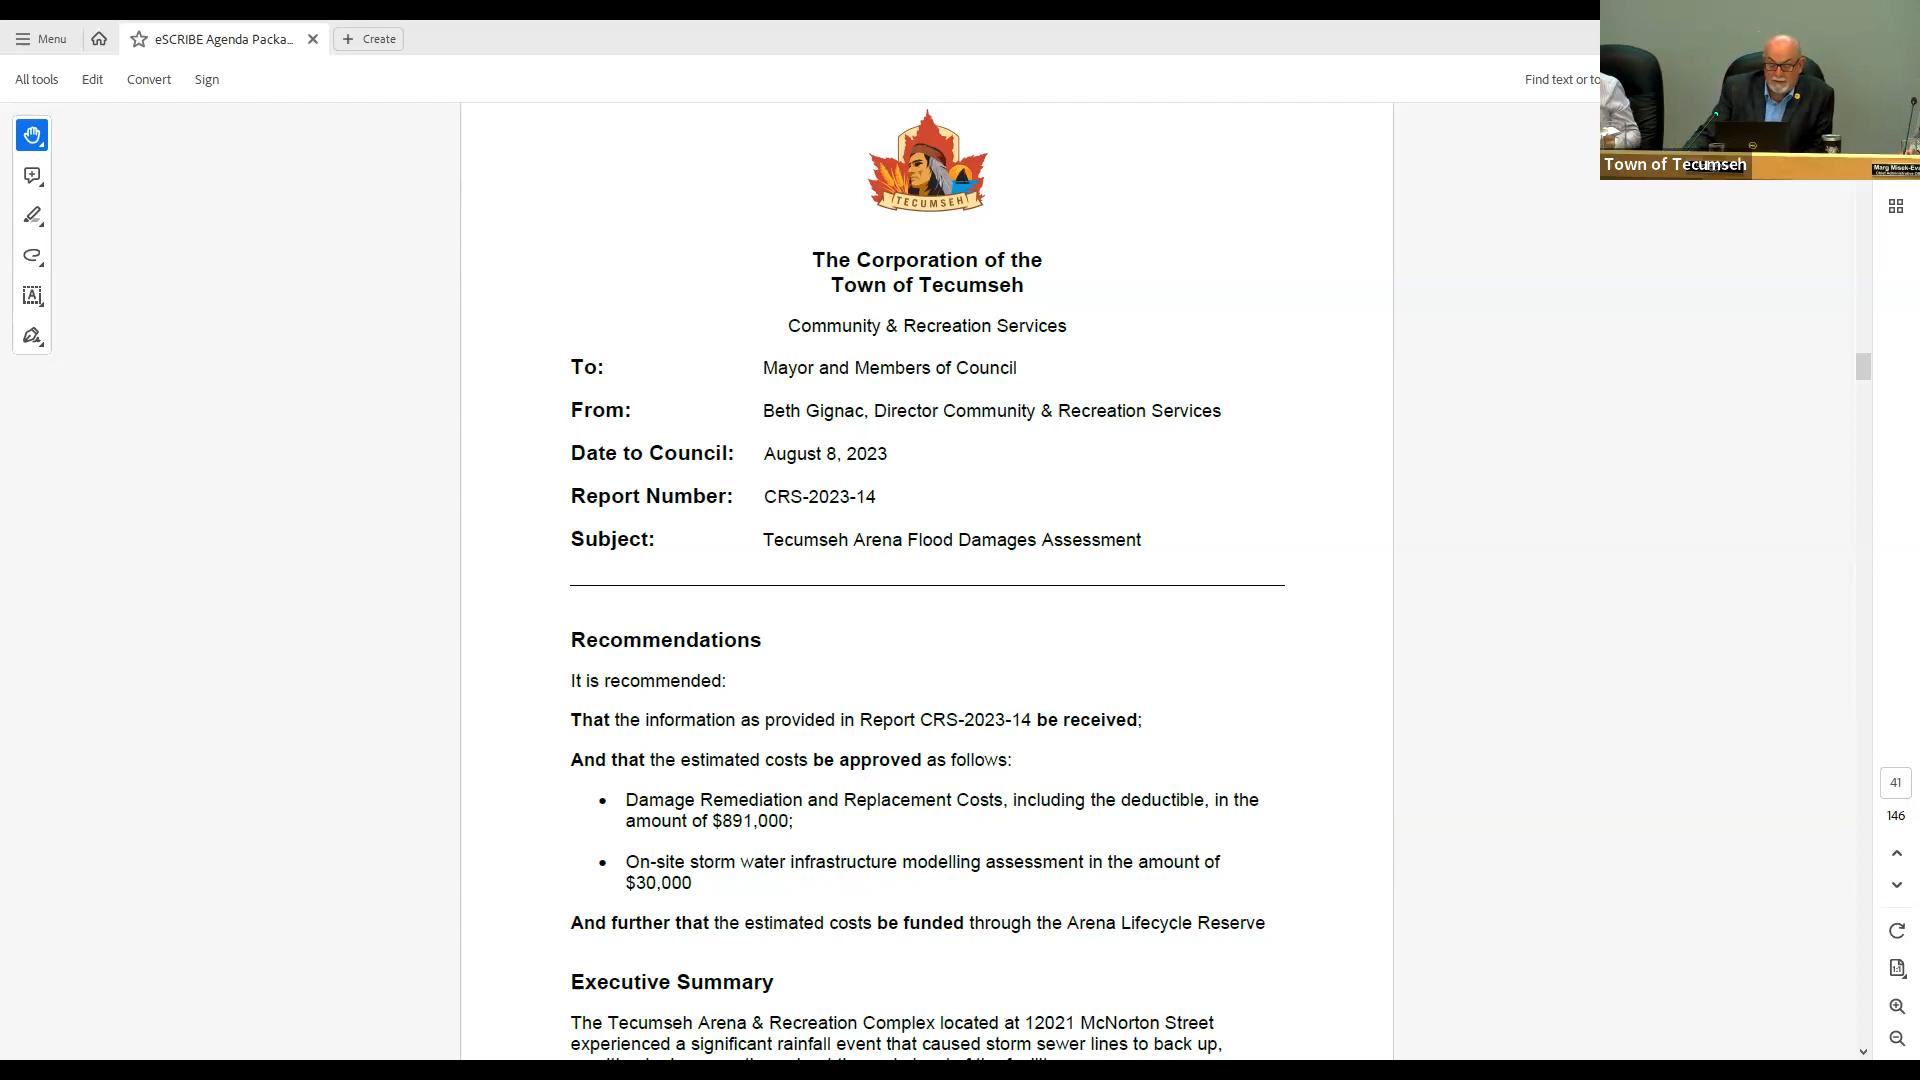 Menu
eSCRIBE Agenda Packa...
Create
All tools
Edit
Convert
Sign
Find text or to
Town of Tecumseh
Marg Misek-Eva
TECUMSEH
The Corporation of the
Town of Tecumseh
Community & Recreation Services
To: Mayor and Members of Council
From: Beth Gignac, Director Community & Recreation Services
Date to Council: August 8, 2023
Report Number: CRS-2023-14
Subject: Tecumseh Arena Flood Damages Assessment
Recommendations
It is recommended:
That the information as provided in Report CRS-2023-14 be received;
And that the estimated costs be approved as follows:
• Damage Remediation and Replacement Costs, including the deductible, in the
amount of $891,000;
• On-site storm water infrastructure modelling assessment in the amount of
$30,000
And further that the estimated costs be funded through the Arena Lifecycle Reserve
Executive Summary
The Tecumseh Arena & Recreation Complex located at 12021 McNorton Street
experienced a significant rainfall event that caused storm sewer lines to back up,
41
146